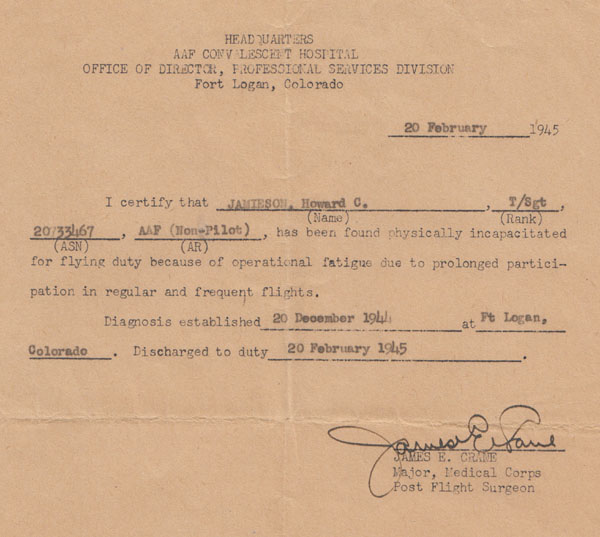 HEADQUARTERS
AAF CONVALESCENT HOSPITAL
OFFICE OF DIRECTOR, PROFESSIONAL SERVICES DIVISION
Fort Logan, Colorado
20 February 1945
I certify that JAMIESON, Howard C. , T/Sgt ,
(Name) (Rank)
20733467 , AAF (Non-Pilot) , has been found physically incapacitated
(ASN) (AR)
for flying duty because of operational fatigue due to prolonged partici-
pation in regular and frequent flights.
Diagnosis established 20 December 1944 at Ft Logan,
Colorado . Discharged to duty 20 February 1945 .
James E. Crane
JAMES E. CRANE
Major, Medical Corps
Post Flight Surgeon